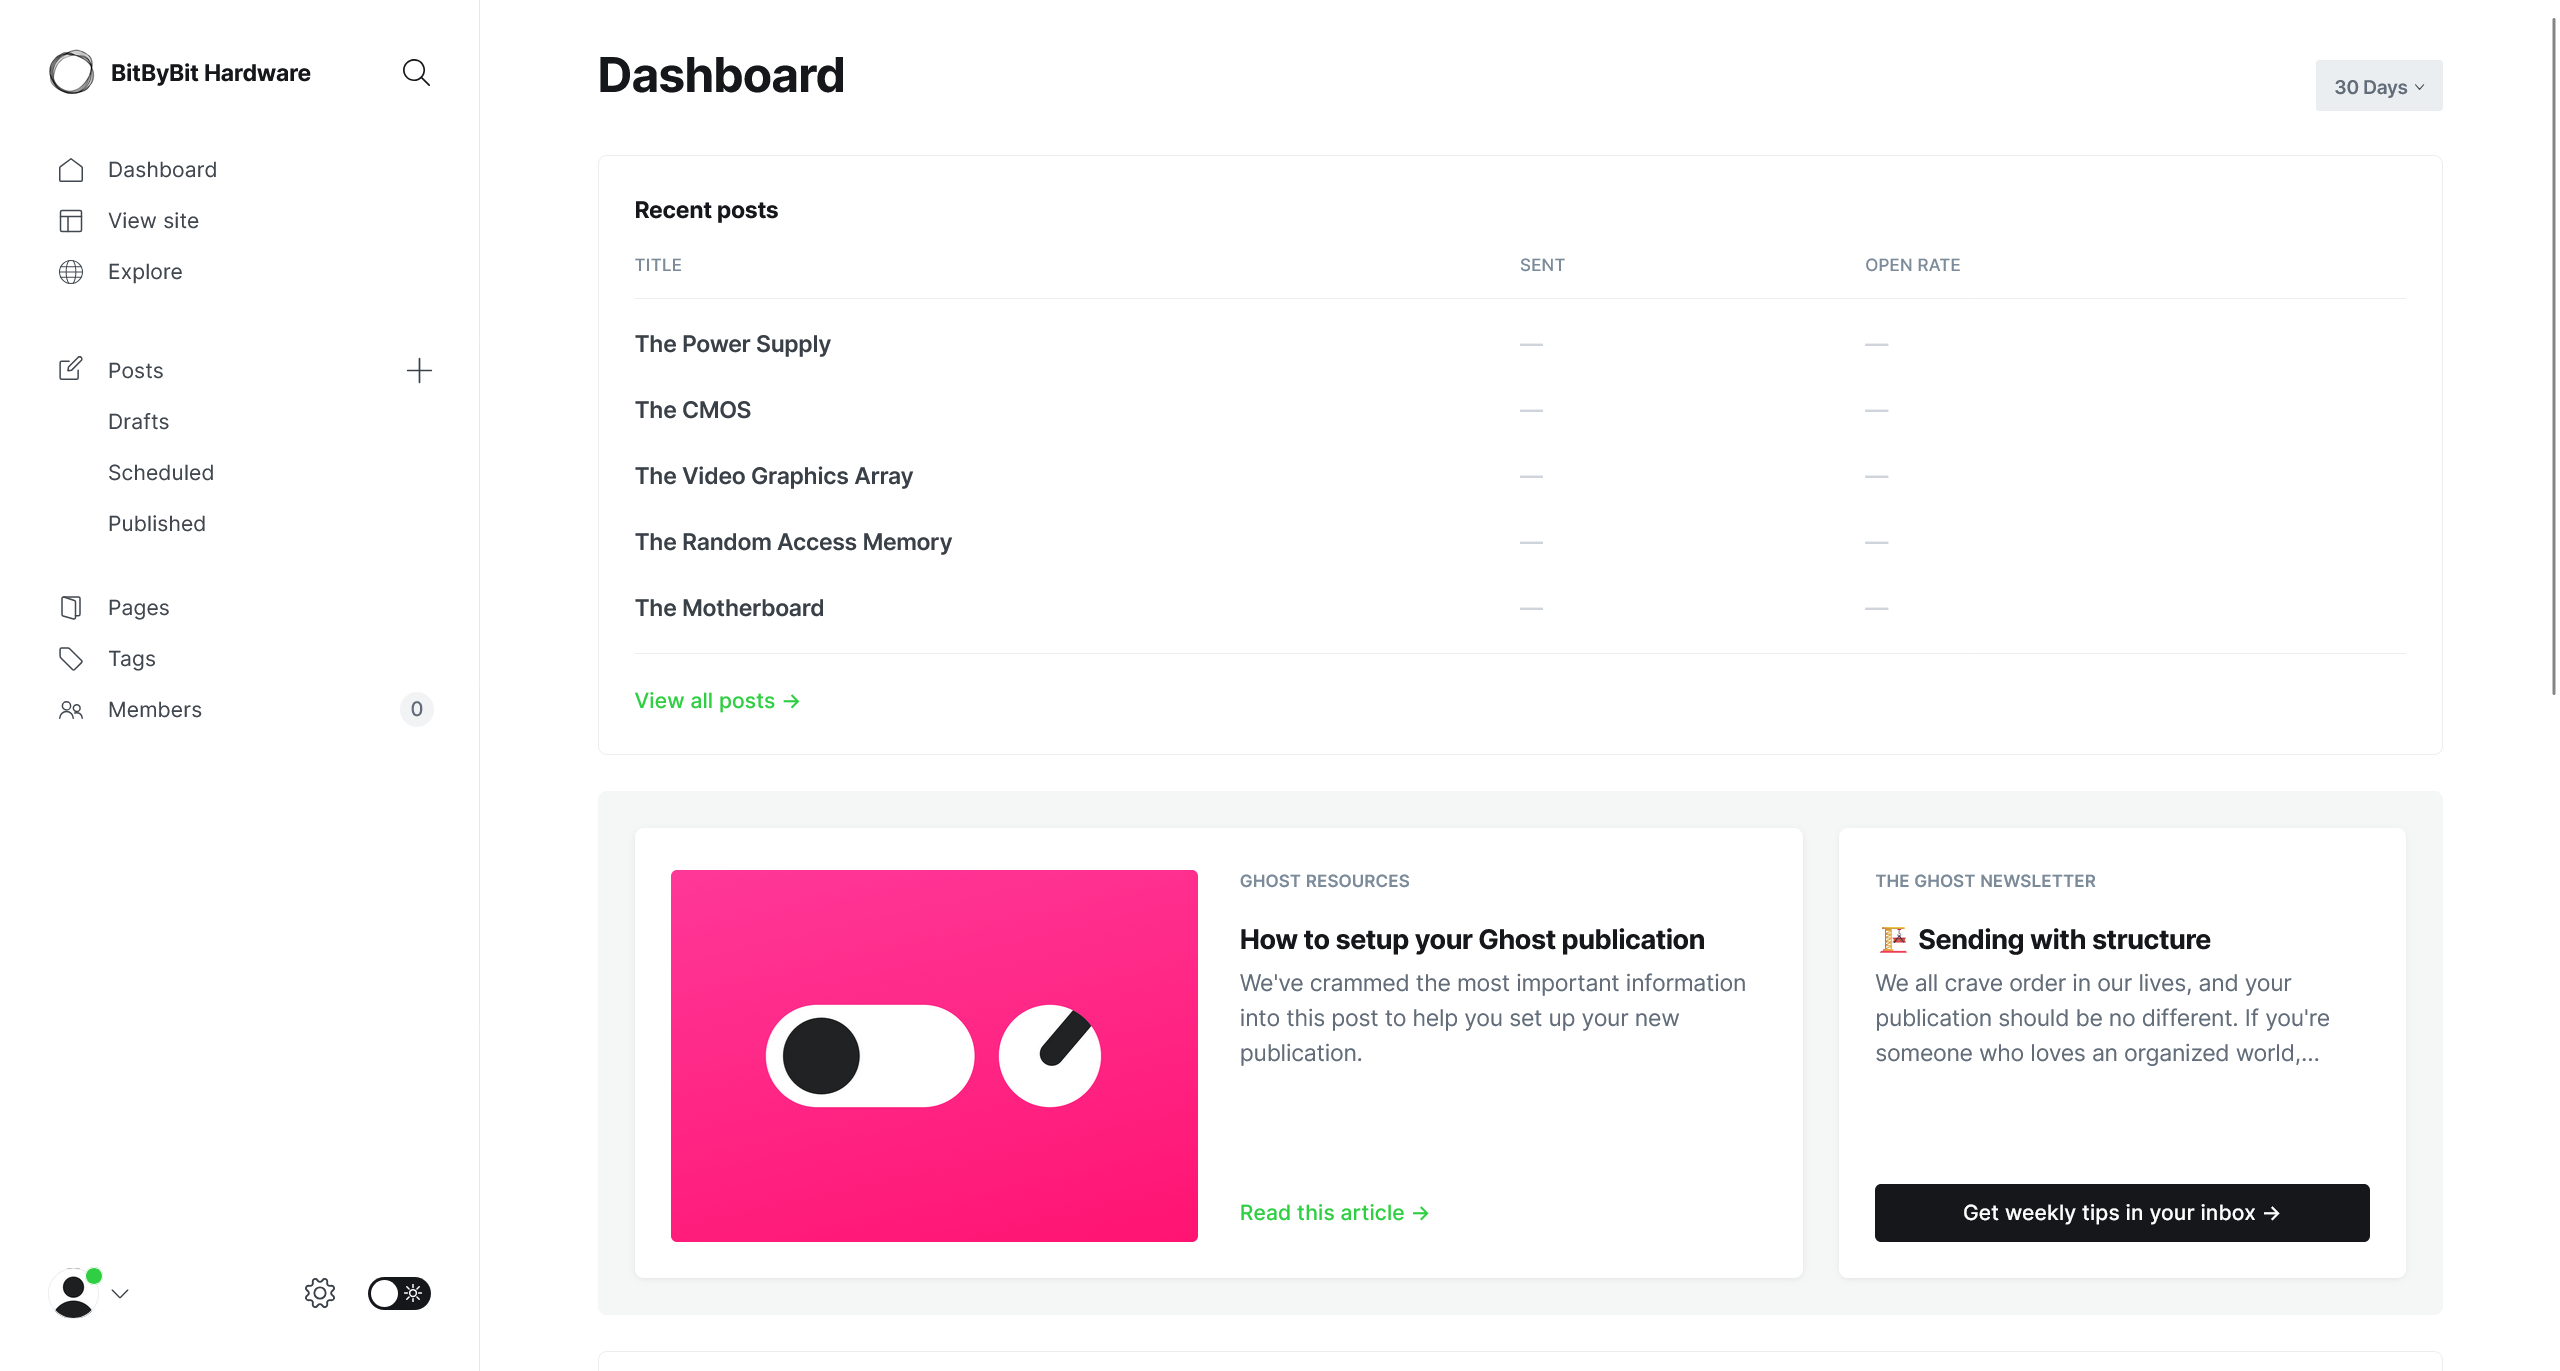 BitByBit Hardware
Dashboard
View site
Explore
Posts
Drafts
Scheduled
Published
Pages
Tags
Members 0
Dashboard
30 Days
Recent posts
TITLE SENT OPEN RATE
The Power Supply — —
The CMOS — —
The Video Graphics Array — —
The Random Access Memory — —
The Motherboard — —
View all posts →
GHOST RESOURCES
How to setup your Ghost publication
We've crammed the most important information
into this post to help you set up your new
publication.
Read this article →
THE GHOST NEWSLETTER
🏗️ Sending with structure
We all crave order in our lives, and your
publication should be no different. If you're
someone who loves an organized world,...
Get weekly tips in your inbox →